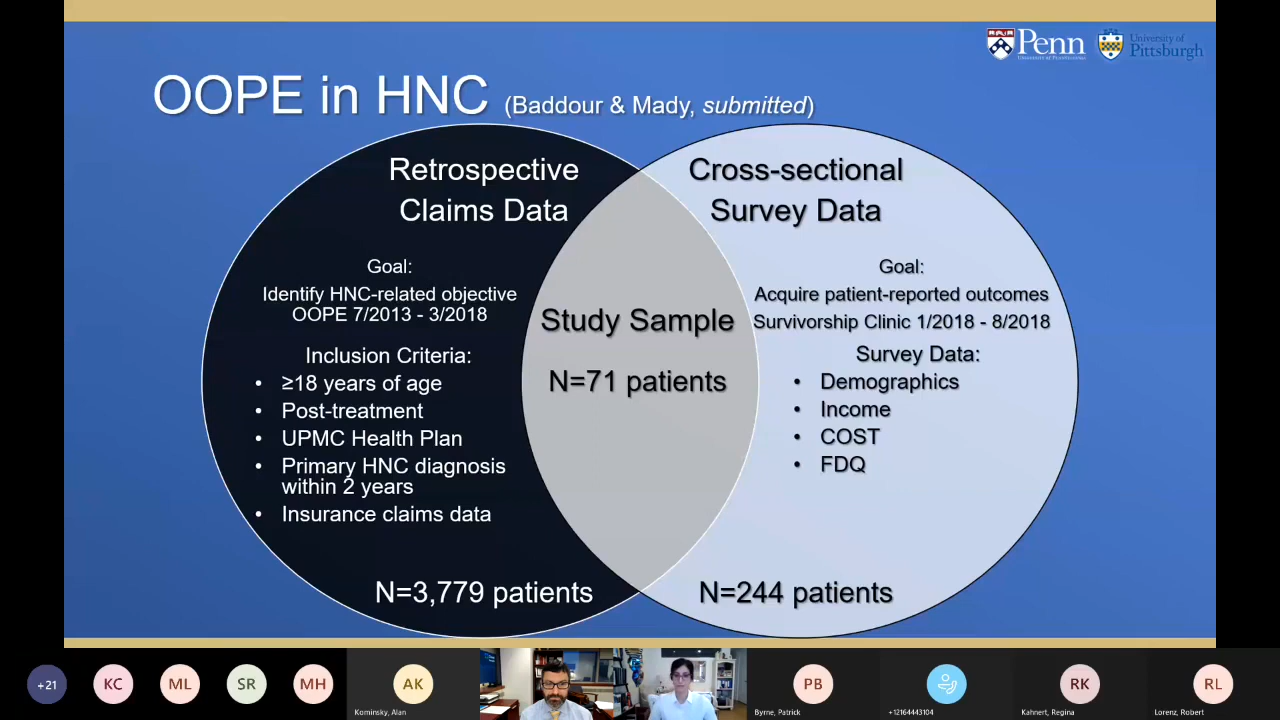 Penn
University of
Pittsburgh
OOPE in HNC (Baddour & Mady, submitted)
Retrospective
Claims Data
Goal:
Identify HNC-related objective
OOPE 7/2013 - 3/2018
Inclusion Criteria:
• ≥18 years of age
• Post-treatment
• UPMC Health Plan
• Primary HNC diagnosis
within 2 years
• Insurance claims data
N=3,779 patients
Study Sample
N=71 patients
Cross-sectional
Survey Data
Goal:
Acquire patient-reported outcomes
Survivorship Clinic 1/2018 - 8/2018
Survey Data:
• Demographics
• Income
• COST
• FDQ
N=244 patients
+21
KC
ML
SR
MH
AK
Kominsky, Alan
PB
Byrne, Patrick
+12164443104
RK
Kahnert, Regina
RL
Lorenz, Robert